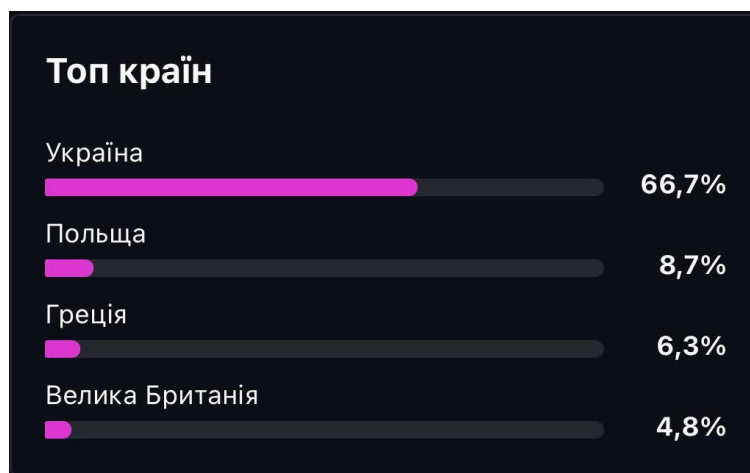 Топ країн
Україна
66,7%
Польща
8,7%
Греція
6,3%
Велика Британія
4,8%